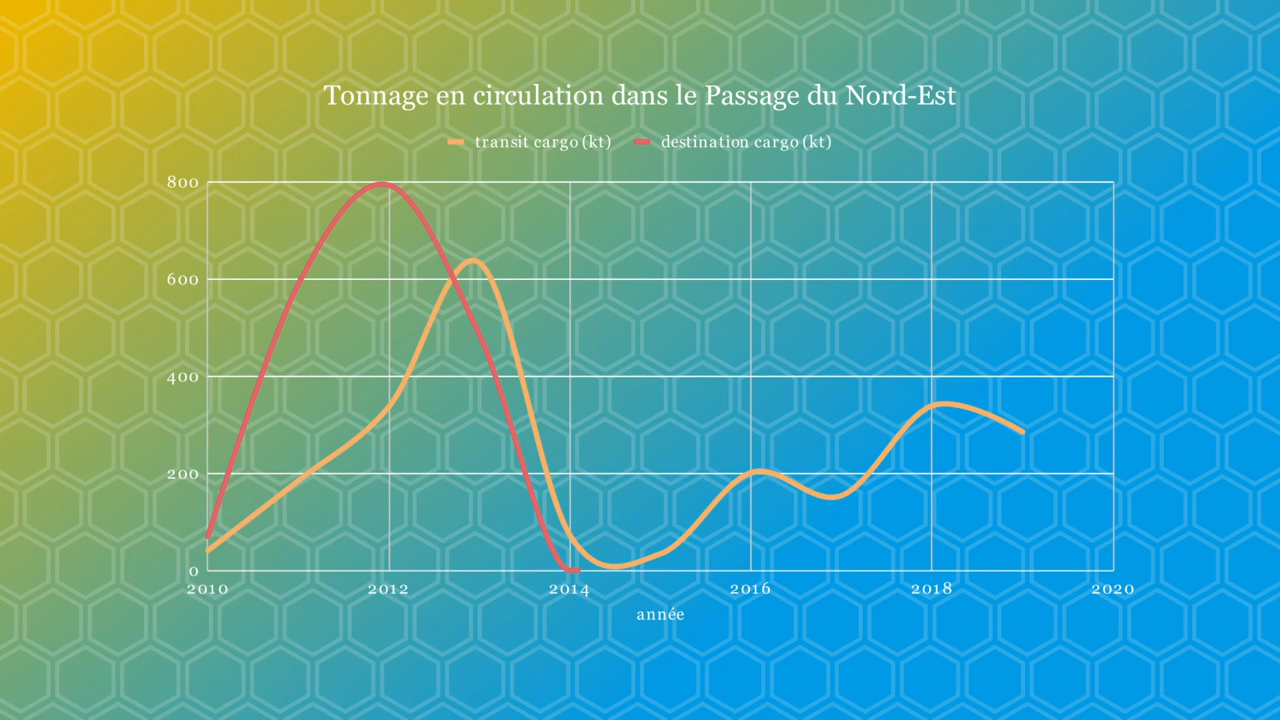 Tonnage en circulation dans le Passage du Nord-Est
transit cargo (kt) destination cargo (kt)
800
600
400
200
0
2010 2012 2014 2016 2018 2020
année